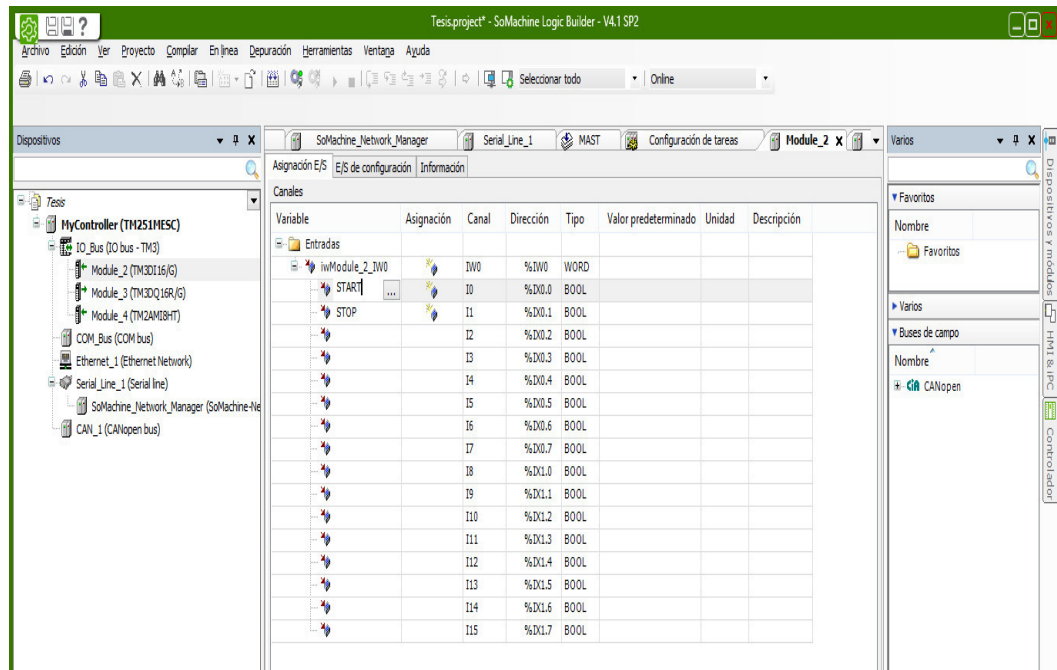 Tesis.project* - SoMachine Logic Builder - V4.1 SP2
Archivo Edición Ver Proyecto Compilar En línea Depuración Herramientas Ventana Ayuda
Seleccionar todo Online
Dispositivos
Tesis
MyController (TM251MESC)
IO_Bus (IO bus - TM3)
Module_2 (TM3DI16/G)
Module_3 (TM3DQ16R/G)
Module_4 (TM2AMI8HT)
COM_Bus (COM bus)
Ethernet_1 (Ethernet Network)
Serial_Line_1 (Serial line)
SoMachine_Network_Manager (SoMachine-Ne
CAN_1 (CANopen bus)
SoMachine_Network_Manager Serial_Line_1 MAST Configuración de tareas Module_2 X
Asignación E/S E/S de configuración Información
Canales
Variable Asignación Canal Dirección Tipo Valor predeterminado Unidad Descripción
Entradas
iwModule_2_IW0 IW0 %IW0 WORD
START ... I0 %IX0.0 BOOL
STOP I1 %IX0.1 BOOL
I2 %IX0.2 BOOL
I3 %IX0.3 BOOL
I4 %IX0.4 BOOL
I5 %IX0.5 BOOL
I6 %IX0.6 BOOL
I7 %IX0.7 BOOL
I8 %IX1.0 BOOL
I9 %IX1.1 BOOL
I10 %IX1.2 BOOL
I11 %IX1.3 BOOL
I12 %IX1.4 BOOL
I13 %IX1.5 BOOL
I14 %IX1.6 BOOL
I15 %IX1.7 BOOL
Varios
Favoritos
Nombre
Favoritos
Varios
Buses de campo
Nombre
CiA CANopen
Dispositivos y módulos
HMI & iPC
Controlador